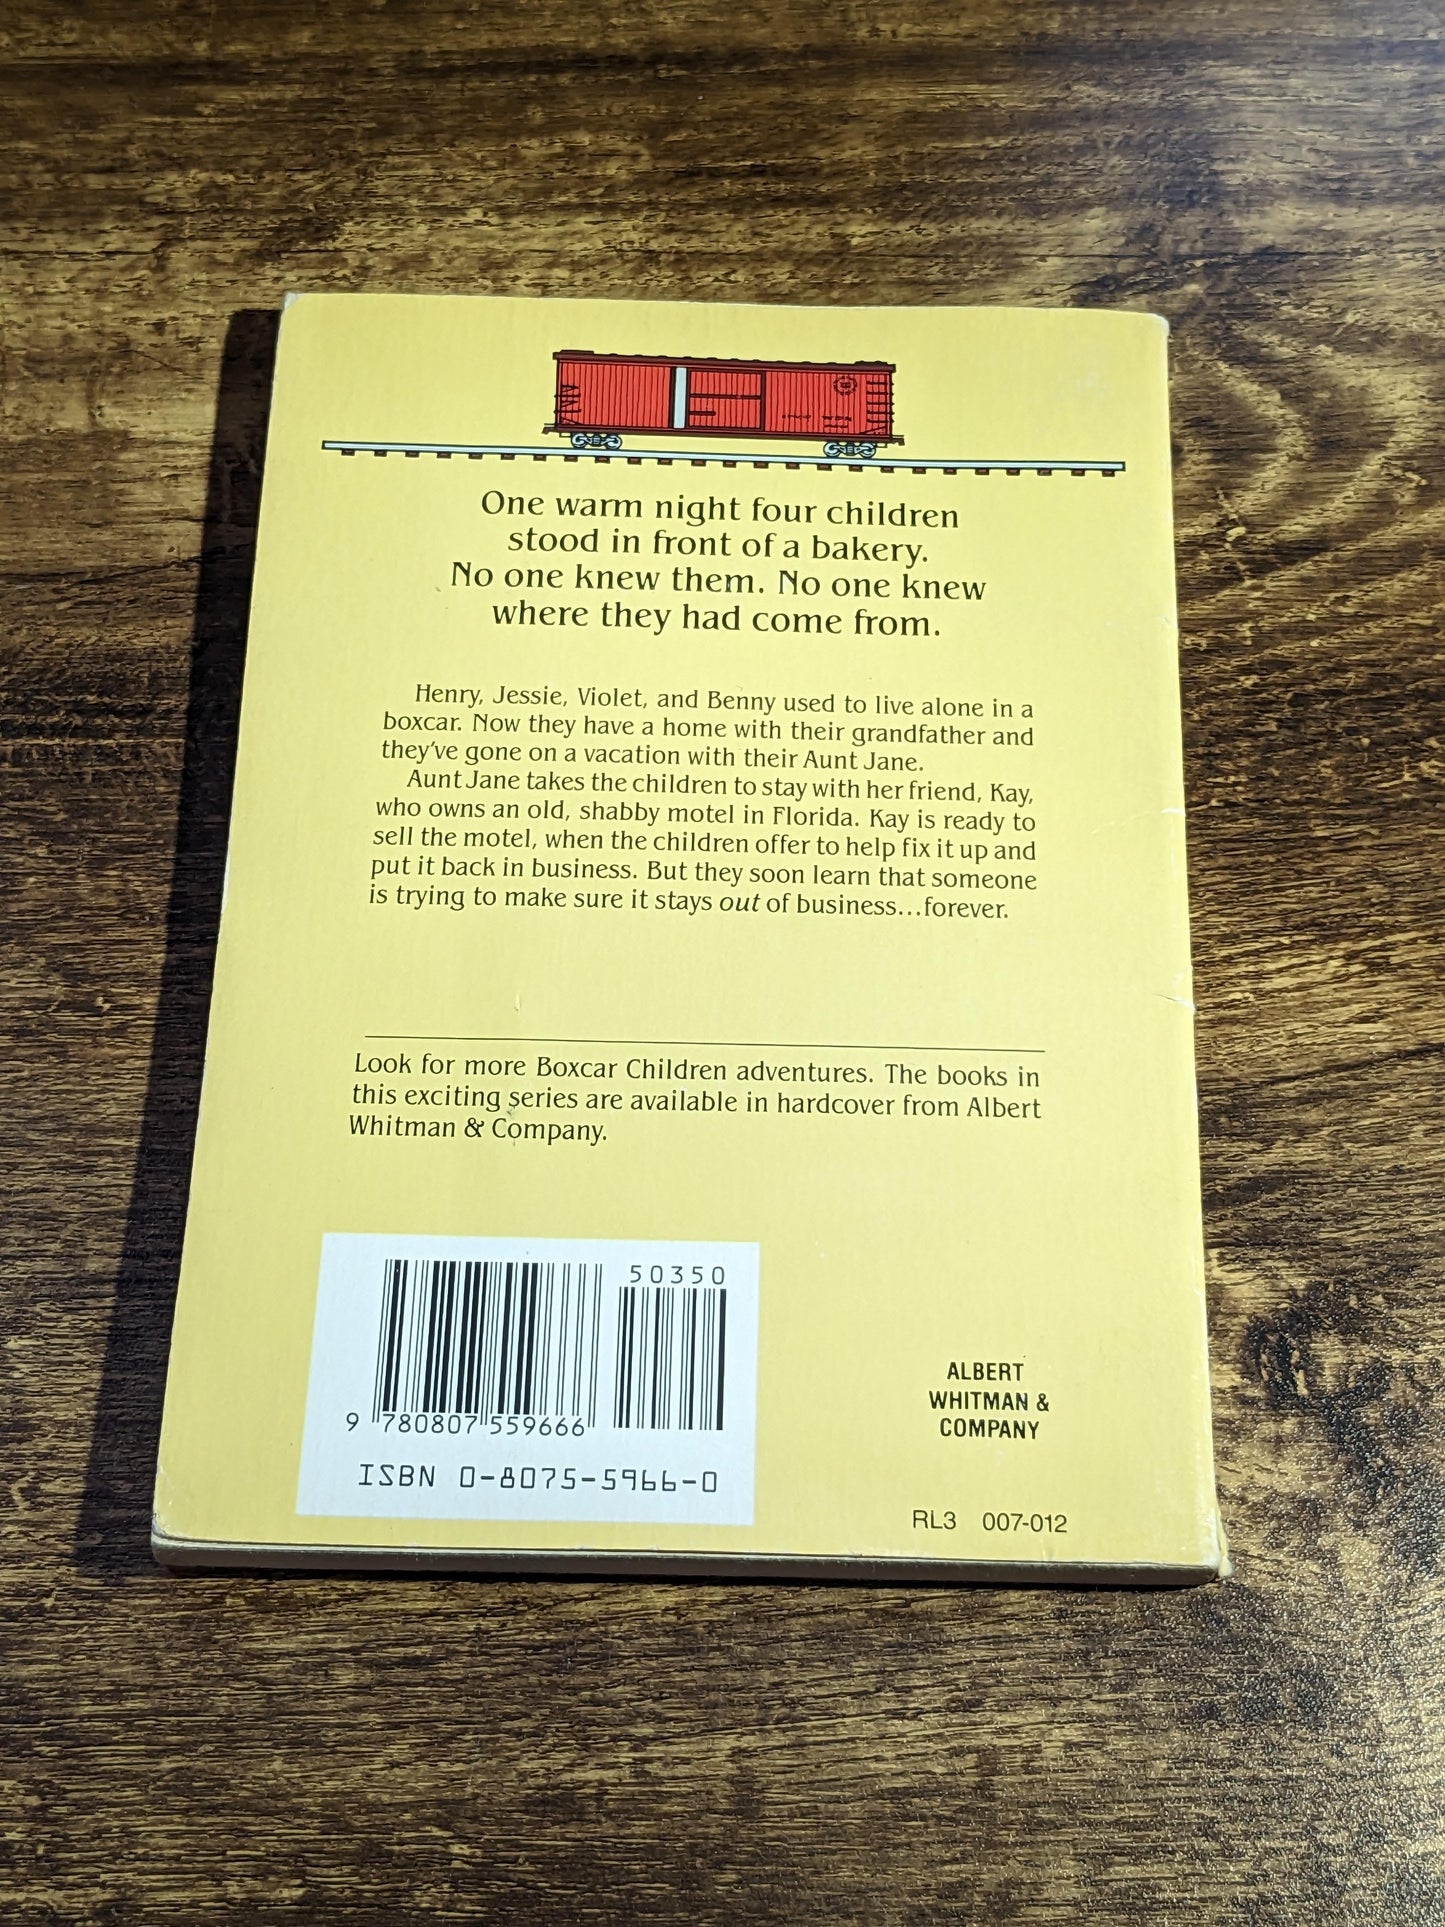 One warm night four children
stood in front of a bakery.
No one knew them. No one knew
where they had come from.
Henry, Jessie, Violet, and Benny used to live alone in a
boxcar. Now they have a home with their grandfather and
they've gone on a vacation with their Aunt Jane.
Aunt Jane takes the children to stay with her friend, Kay,
who owns an old, shabby motel in Florida. Kay is ready to
sell the motel, when the children offer to help fix it up and
put it back in business. But they soon learn that someone
is trying to make sure it stays out of business...forever.
Look for more Boxcar Children adventures. The books in
this exciting series are available in hardcover from Albert
Whitman & Company.
50350
9 780807 559666
ISBN 0-8075-5966-0
ALBERT
WHITMAN &
COMPANY
RL3 007-012